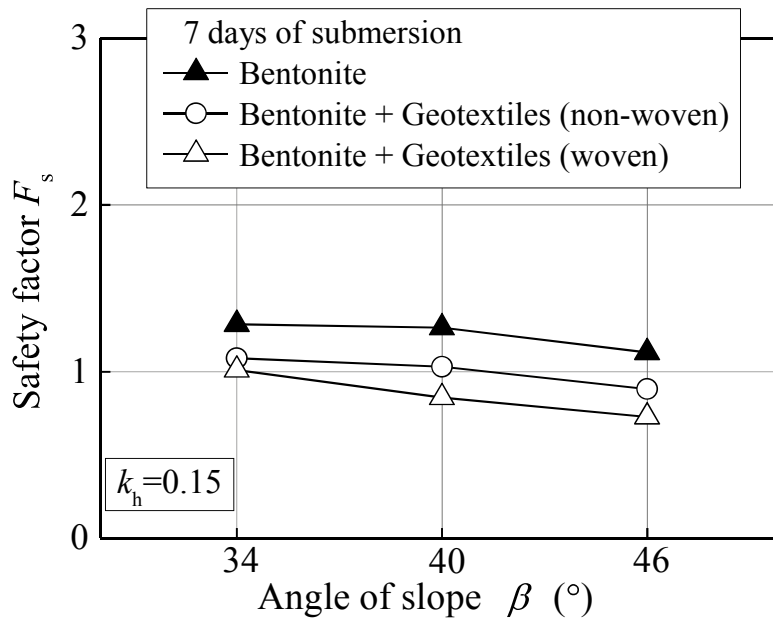 7 days of submersion
Bentonite
Bentonite + Geotextiles (non-woven)
Bentonite + Geotextiles (woven)
3
2
1
0
Safety factor Fs
kh=0.15
34 40 46
Angle of slope β (°)